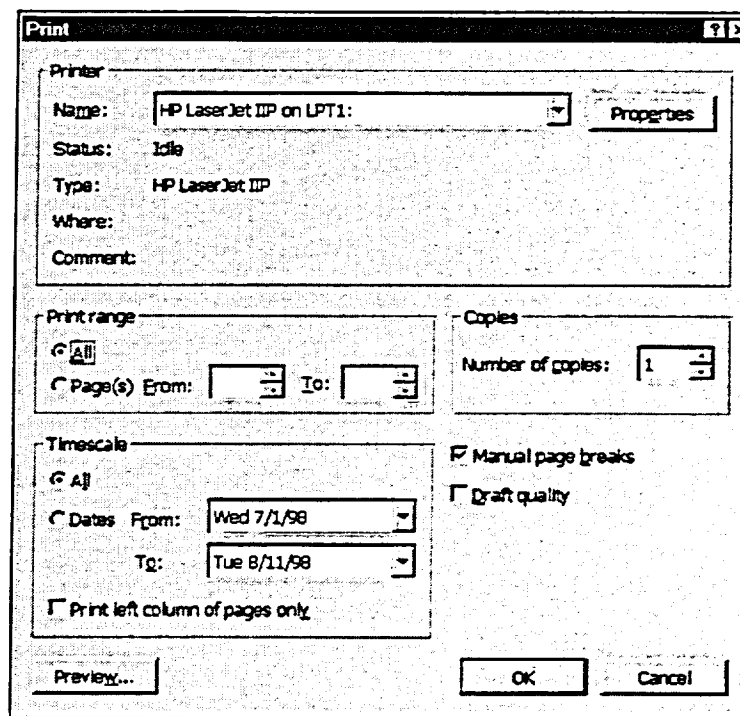 Print
Printer
Name: HP LaserJet IIP on LPT1: Properties
Status: Idle
Type: HP LaserJet IIP
Where:
Comment:
Print range
All
Page(s) From: To:
Copies
Number of copies: 1
Timescale
All
Dates From: Wed 7/1/98
To: Tue 8/11/98
Print left column of pages only
Manual page breaks
Draft quality
Preview... OK Cancel